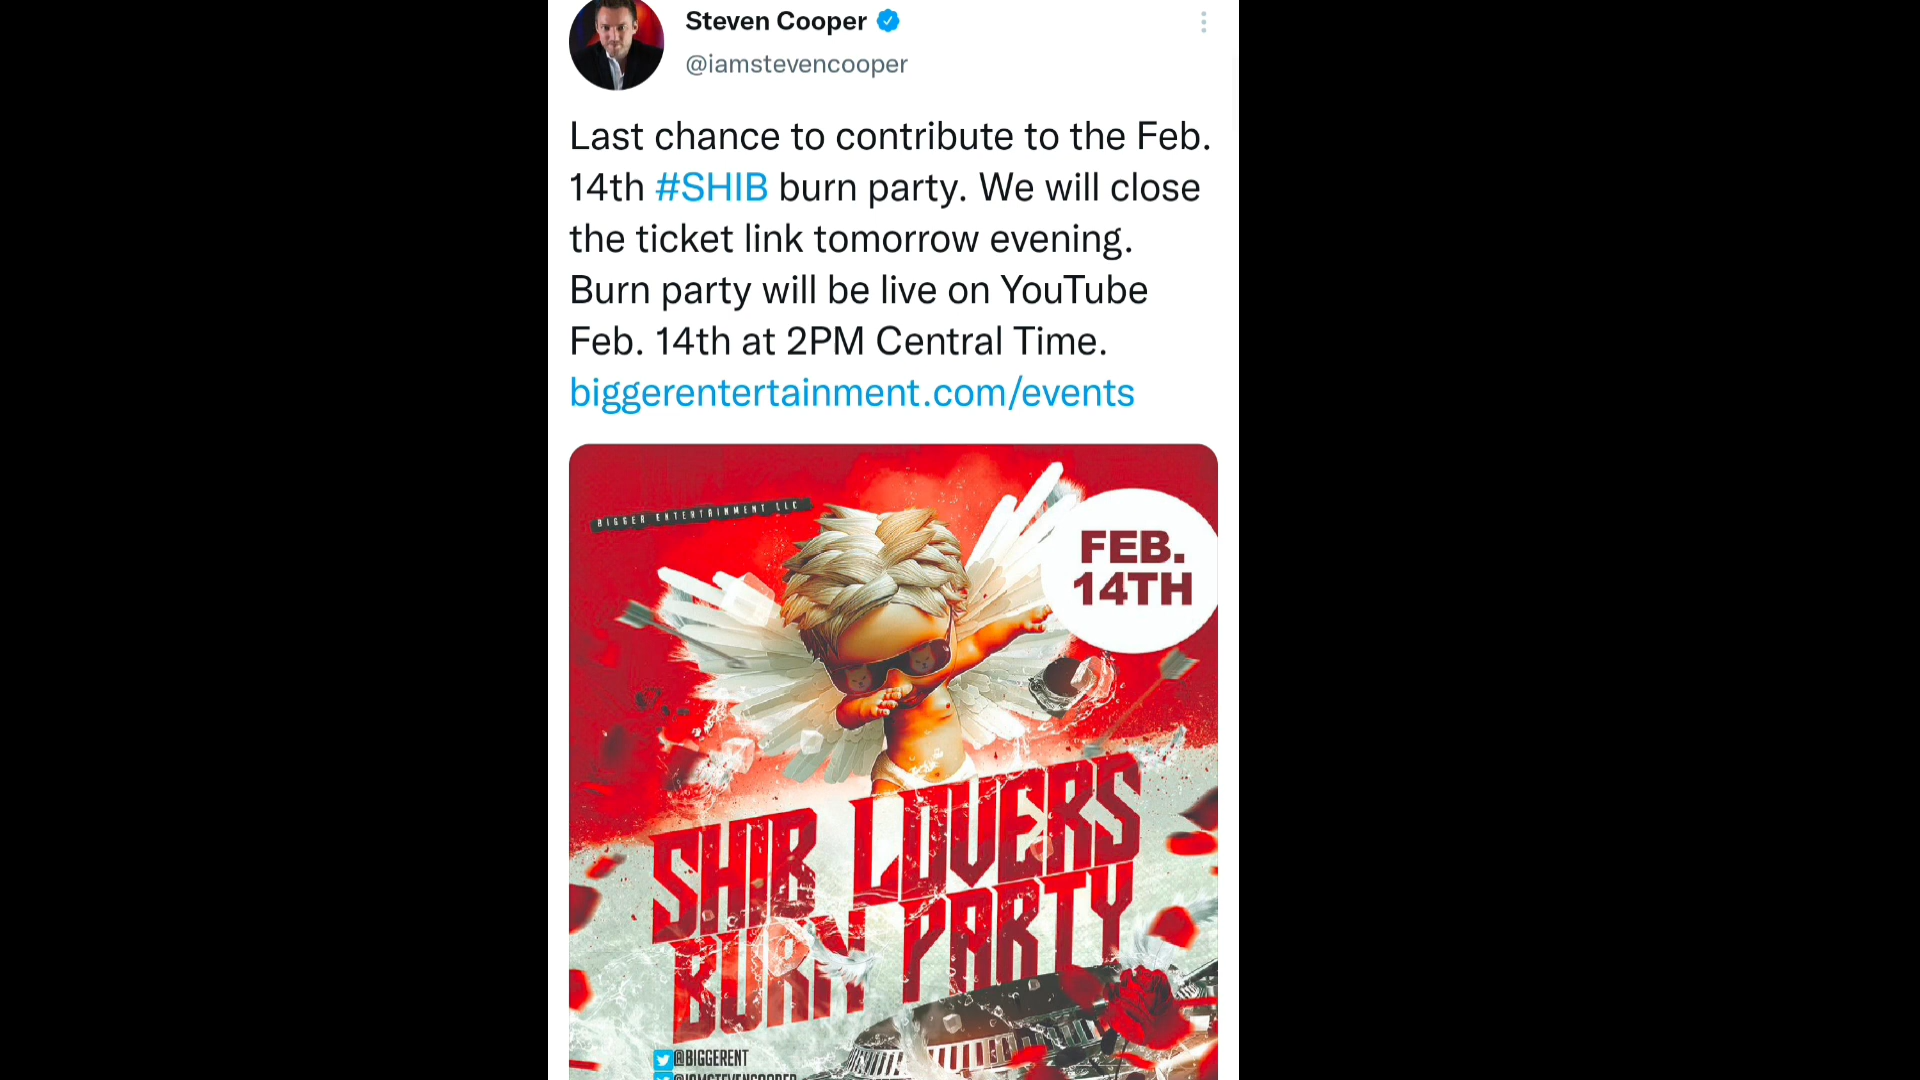 Steven Cooper
@iamstevencooper
Last chance to contribute to the Feb.
14th #SHIB burn party. We will close
the ticket link tomorrow evening.
Burn party will be live on YouTube
Feb. 14th at 2PM Central Time.
biggerentertainment.com/events
BIGGER ENTERTAINMENT LLC
FEB.
14TH
SHIB LOVERS
BURN PARTY
@BIGGERENT
@IAMSTEVENCOOPER